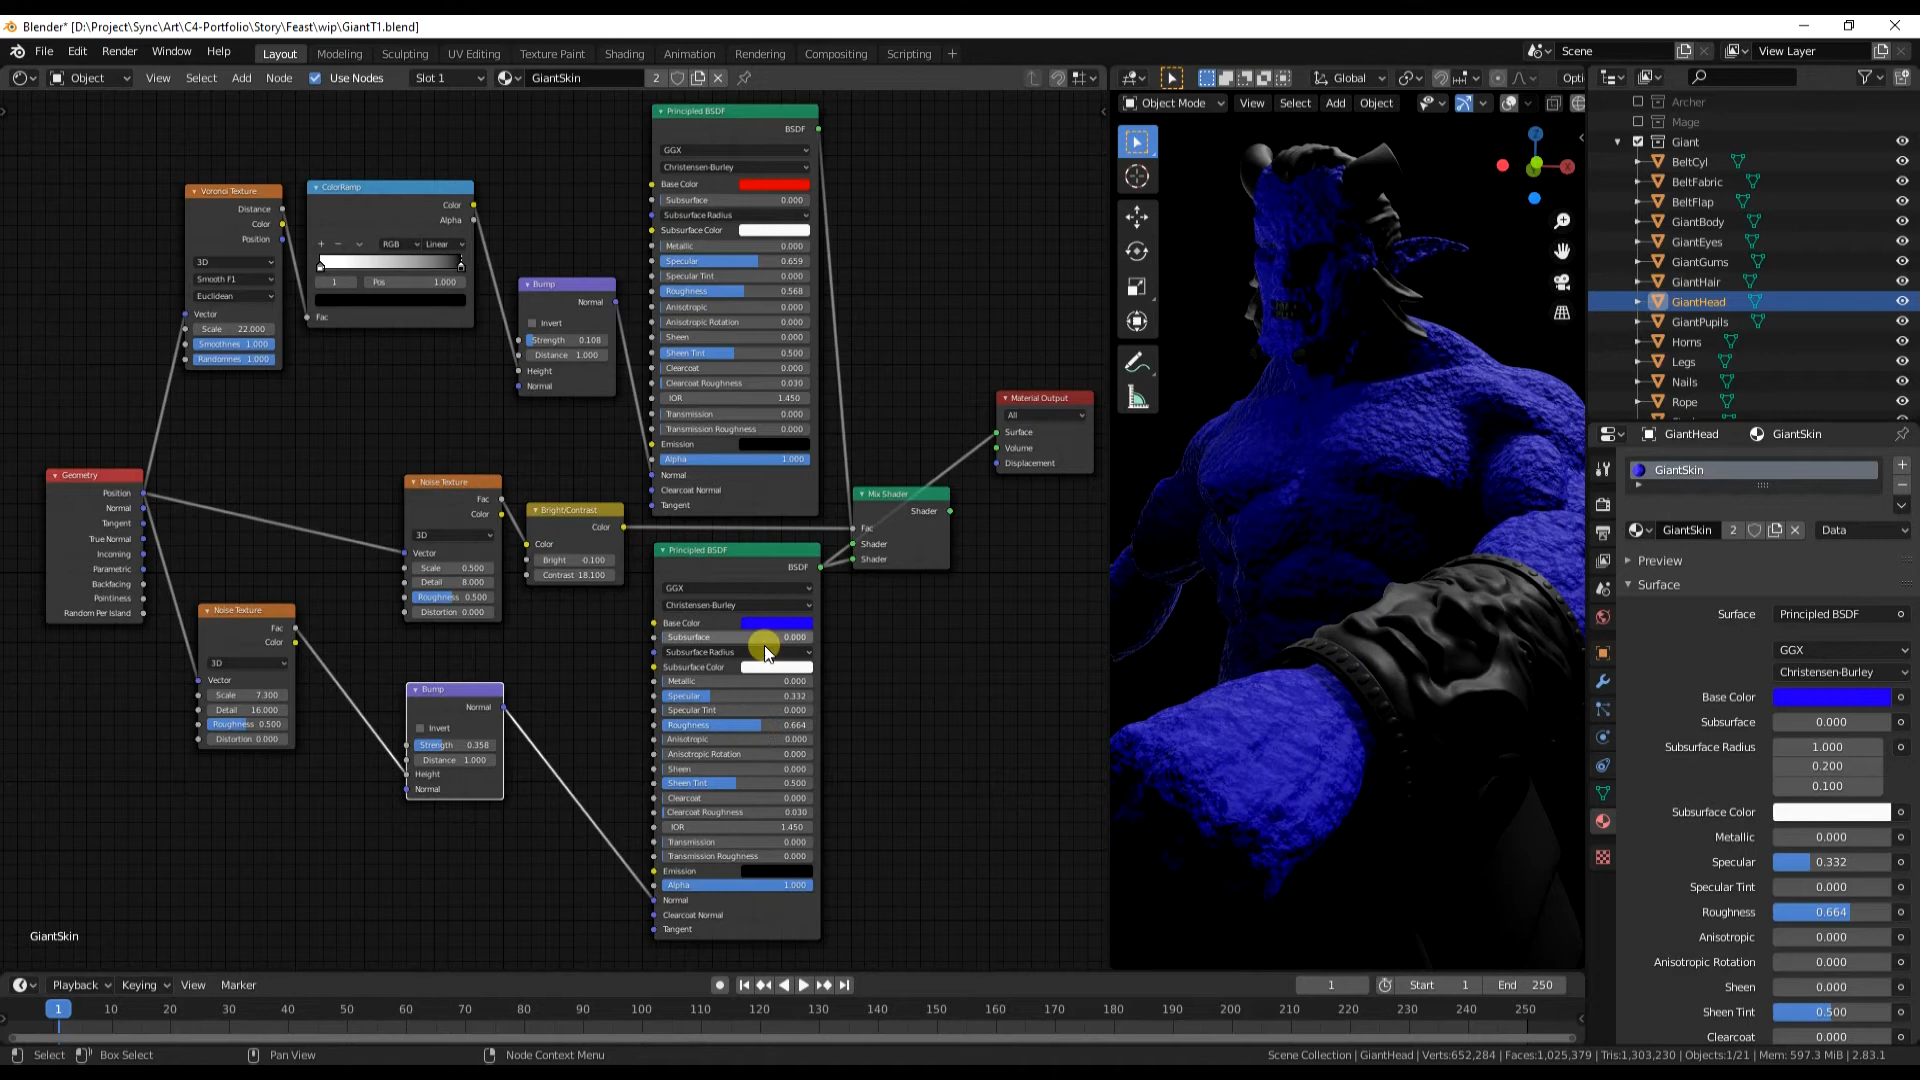 Blender* [D:\Project\Sync\Art\C4-Portfolio\Story\Feast\wip\GiantT1.blend]
File Edit Render Window Help Layout Modeling Sculpting UV Editing Texture Paint Shading Animation Rendering Compositing Scripting + Scene View Layer
Object View Select Add Node Use Nodes Slot 1 GiantSkin 2 Global Opti
Object Mode View Select Add Object
Voronoi Texture
Distance
Color
Position
3D
Smooth F1
Euclidean
Vector
Scale 22.000
Smoothnes 1.000
Randomnes 1.000
ColorRamp
Color
Alpha
RGB Linear
1 Pos 1.000
Fac
Bump
Normal
Invert
Strength 0.108
Distance 1.000
Height
Normal
Principled BSDF
BSDF
GGX
Christensen-Burley
Base Color
Subsurface 0.000
Subsurface Radius
Subsurface Color
Metallic 0.000
Specular 0.659
Specular Tint 0.000
Roughness 0.568
Anisotropic 0.000
Anisotropic Rotation 0.000
Sheen 0.000
Sheen Tint 0.500
Clearcoat 0.000
Clearcoat Roughness 0.030
IOR 1.450
Transmission 0.000
Transmission Roughness 0.000
Emission
Alpha 1.000
Normal
Clearcoat Normal
Tangent
Material Output
All
Surface
Volume
Displacement
Geometry
Position
Normal
Tangent
True Normal
Incoming
Parametric
Backfacing
Pointiness
Random Per Island
Noise Texture
Fac
Color
3D
Vector
Scale 0.500
Detail 8.000
Roughness 0.500
Distortion 0.000
Bright/Contrast
Color
Color
Bright -0.100
Contrast 18.100
Mix Shader
Shader
Fac
Shader
Shader
Noise Texture
Fac
Color
3D
Vector
Scale 7.300
Detail 16.000
Roughness 0.500
Distortion 0.000
Bump
Normal
Invert
Strength 0.358
Distance 1.000
Height
Normal
Principled BSDF
BSDF
GGX
Christensen-Burley
Base Color
Subsurface 0.000
Subsurface Radius
Subsurface Color
Metallic 0.000
Specular 0.332
Specular Tint 0.000
Roughness 0.664
Anisotropic 0.000
Anisotropic Rotation 0.000
Sheen 0.000
Sheen Tint 0.500
Clearcoat 0.000
Clearcoat Roughness 0.030
IOR 1.450
Transmission 0.000
Transmission Roughness 0.000
Emission
Alpha 1.000
Normal
Clearcoat Normal
Tangent
GiantSkin
Z
Archer
Mage
Giant
BeltCyl
BeltFabric
BeltFlap
GiantBody
GiantEyes
GiantGums
GiantHair
GiantHead
GiantPupils
Horns
Legs
Nails
Rope
GiantHead GiantSkin
GiantSkin
GiantSkin 2 Data
Preview
Surface
Surface Principled BSDF
GGX
Christensen-Burley
Base Color
Subsurface 0.000
Subsurface Radius 1.000
0.200
0.100
Subsurface Color
Metallic 0.000
Specular 0.332
Specular Tint 0.000
Roughness 0.664
Anisotropic 0.000
Anisotropic Rotation 0.000
Sheen 0.000
Sheen Tint 0.500
Clearcoat 0.000
Playback Keying View Marker 1 Start 1 End 250
1 10 20 30 40 50 60 70 80 90 100 110 120 130 140 150 160 170 180 190 200 210 220 230 240 250
Select Box Select Pan View Node Context Menu Scene Collection | GiantHead | Verts:652,284 | Faces:1,025,379 | Tris:1,303,230 | Objects:1/21 | Mem: 597.3 MiB | 2.83.1